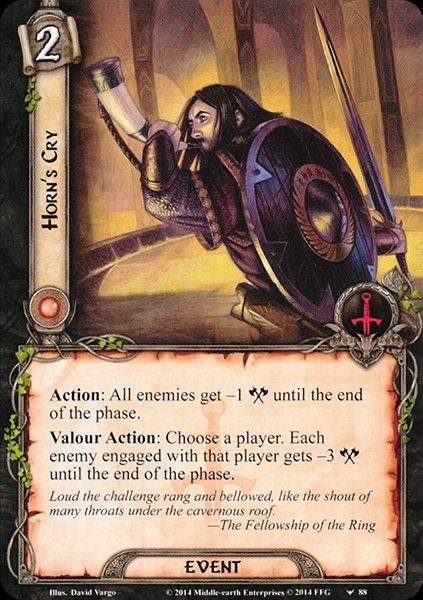 2
Horn's Cry
Action: All enemies get –1 until the end
of the phase.
Valour Action: Choose a player. Each
enemy engaged with that player gets –3
until the end of the phase.
Loud the challenge rang and bellowed, like the shout of
many throats under the cavernous roof.
—The Fellowship of the Ring
EVENT
Illus. David Vargo © 2014 Middle-earth Enterprises © 2014 FFG 88